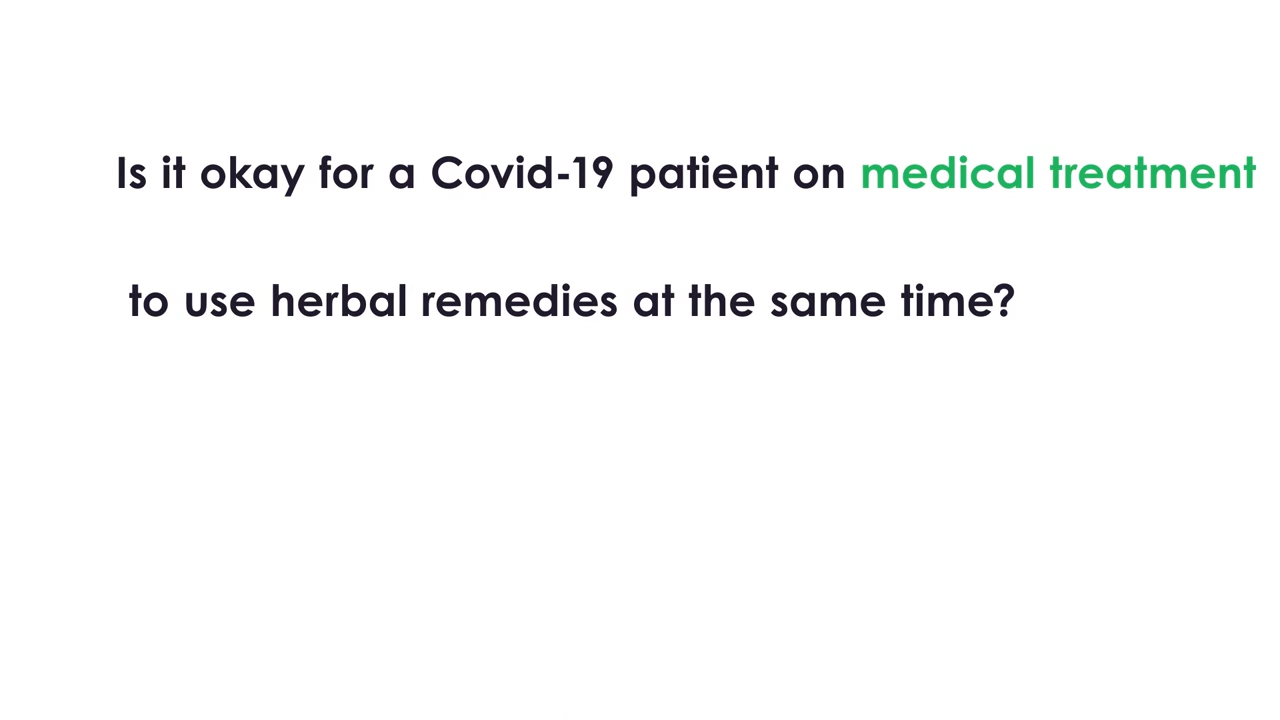 Is it okay for a Covid-19 patient on medical treatment
to use herbal remedies at the same time?